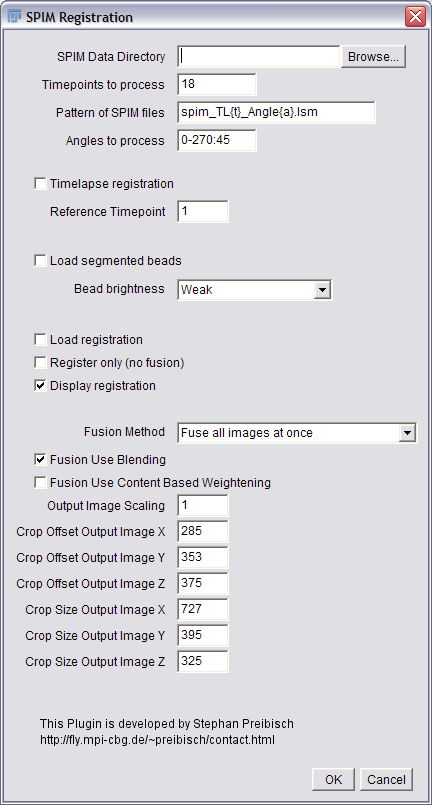 SPIM Registration
SPIM Data Directory Browse...
Timepoints to process 18
Pattern of SPIM files spim_TL{t}_Angle{a}.lsm
Angles to process 0-270:45
Timelapse registration
Reference Timepoint 1
Load segmented beads
Bead brightness Weak
Load registration
Register only (no fusion)
Display registration
Fusion Method Fuse all images at once
Fusion Use Blending
Fusion Use Content Based Weightening
Output Image Scaling 1
Crop Offset Output Image X 285
Crop Offset Output Image Y 353
Crop Offset Output Image Z 375
Crop Size Output Image X 727
Crop Size Output Image Y 395
Crop Size Output Image Z 325
This Plugin is developed by Stephan Preibisch
http://fly.mpi-cbg.de/~preibisch/contact.html
OK Cancel